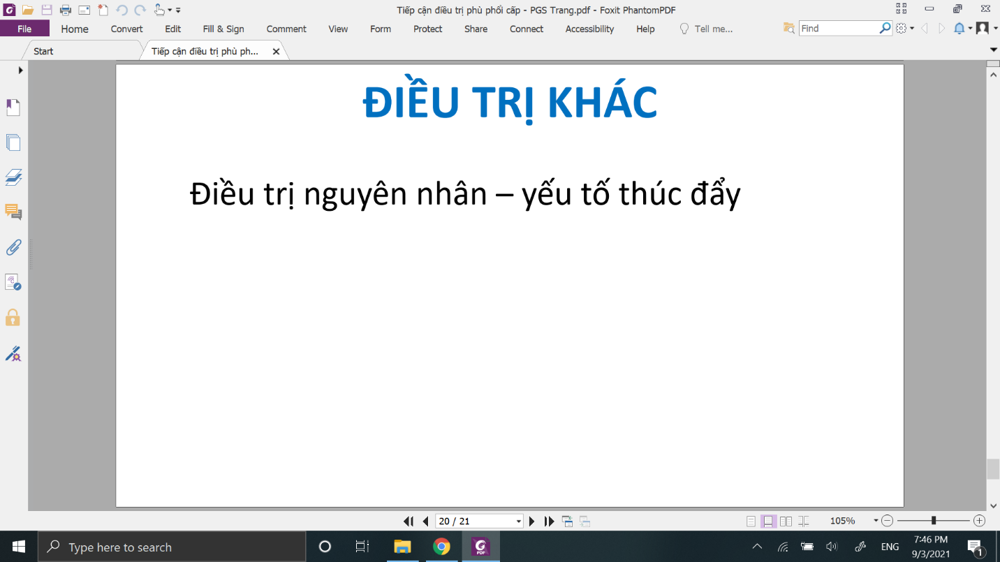 Tiếp cận điều trị phù phổi cấp - PGS Trang.pdf - Foxit PhantomPDF
File Home Convert Edit Fill & Sign Comment View Form Protect Share Connect Accessibility Help Tell me... Find
Start Tiếp cận điều trị phù ph...
ĐIỀU TRỊ KHÁC
Điều trị nguyên nhân – yếu tố thúc đẩy
20 / 21 105%
Type here to search PDF ENG 7:46 PM
9/3/2021 1